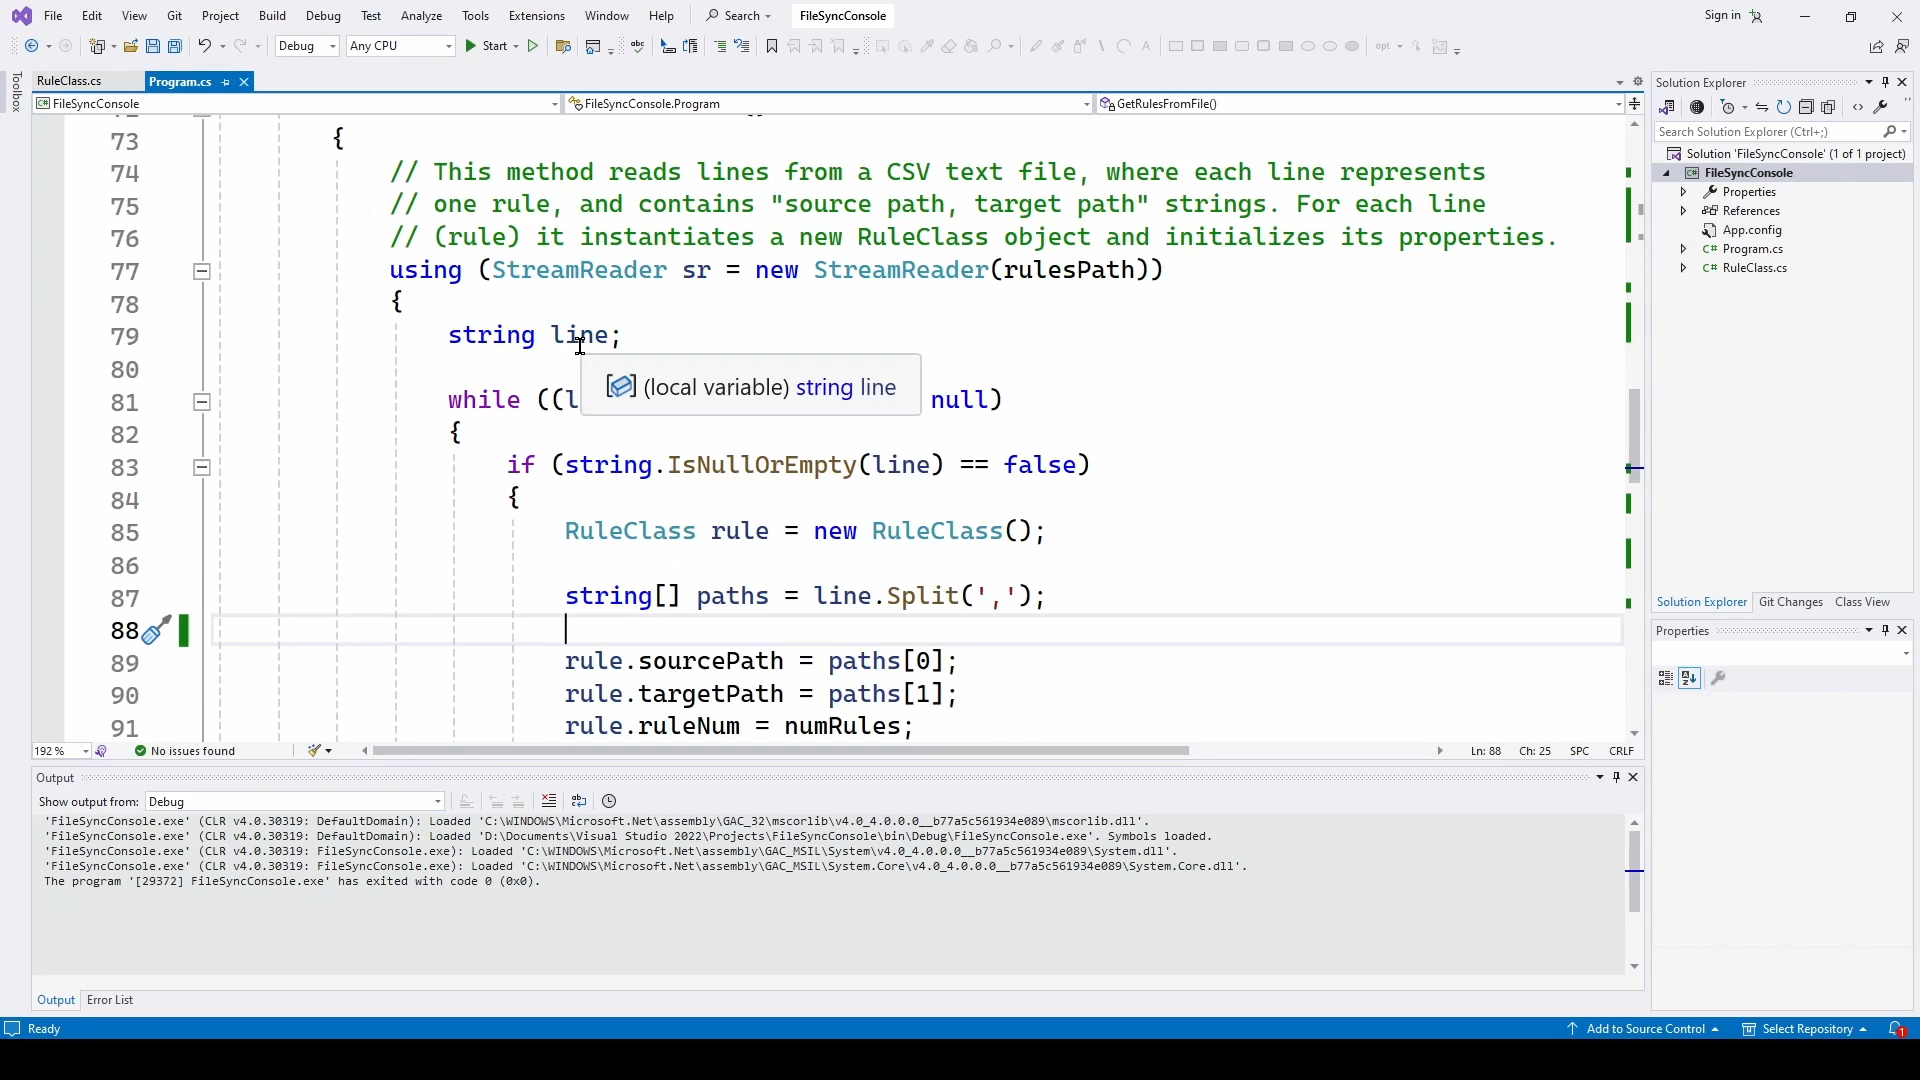 File Edit View Git Project Build Debug Test Analyze Tools Extensions Window Help Search FileSyncConsole Sign in
Debug Any CPU Start opt
Toolbox
RuleClass.cs Program.cs
FileSyncConsole FileSyncConsole.Program GetRulesFromFile()
73 {
74 // This method reads lines from a CSV text file, where each line represents
75 // one rule, and contains "source path, target path" strings. For each line
76 // (rule) it instantiates a new RuleClass object and initializes its properties.
77 using (StreamReader sr = new StreamReader(rulesPath))
78 {
79 string line;
80
(local variable) string line
81 while ((l null)
82 {
83 if (string.IsNullOrEmpty(line) == false)
84 {
85 RuleClass rule = new RuleClass();
86
87 string[] paths = line.Split(',');
88
89 rule.sourcePath = paths[0];
90 rule.targetPath = paths[1];
91 rule.ruleNum = numRules;
192 % No issues found Ln: 88 Ch: 25 SPC CRLF
Output
Show output from: Debug
'FileSyncConsole.exe' (CLR v4.0.30319: DefaultDomain): Loaded 'C:\WINDOWS\Microsoft.Net\assembly\GAC_32\mscorlib\v4.0_4.0.0.0__b77a5c561934e089\mscorlib.dll'.
'FileSyncConsole.exe' (CLR v4.0.30319: DefaultDomain): Loaded 'D:\Documents\Visual Studio 2022\Projects\FileSyncConsole\bin\Debug\FileSyncConsole.exe'. Symbols loaded.
'FileSyncConsole.exe' (CLR v4.0.30319: FileSyncConsole.exe): Loaded 'C:\WINDOWS\Microsoft.Net\assembly\GAC_MSIL\System\v4.0_4.0.0.0__b77a5c561934e089\System.dll'.
'FileSyncConsole.exe' (CLR v4.0.30319: FileSyncConsole.exe): Loaded 'C:\WINDOWS\Microsoft.Net\assembly\GAC_MSIL\System.Core\v4.0_4.0.0.0__b77a5c561934e089\System.Core.dll'.
The program '[29372] FileSyncConsole.exe' has exited with code 0 (0x0).
Output Error List
Solution Explorer
Search Solution Explorer (Ctrl+;)
Solution 'FileSyncConsole' (1 of 1 project)
FileSyncConsole
Properties
References
App.config
C# Program.cs
C# RuleClass.cs
Solution Explorer Git Changes Class View
Properties
Ready Add to Source Control Select Repository 1